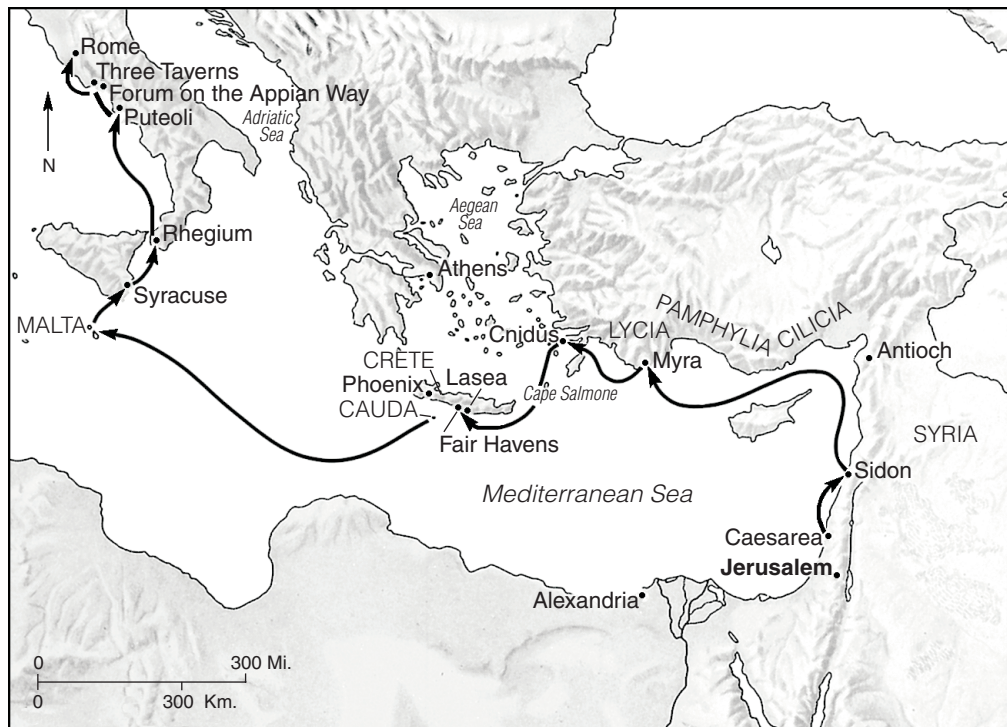 Rome
Three Taverns
Forum on the Appian Way
Puteoli
Adriatic
Sea
N
Aegean
Sea
Rhegium
Athens
Syracuse
MALTA
PAMPHYLIA
CILICIA
LYCIA
Cnidus
Antioch
CRÈTE
Myra
Phoenix
Lasea
CAUDA
Cape Salmone
Fair Havens
SYRIA
Sidon
Mediterranean Sea
Caesarea
Jerusalem
Alexandria
0 300 Mi.
0 300 Km.